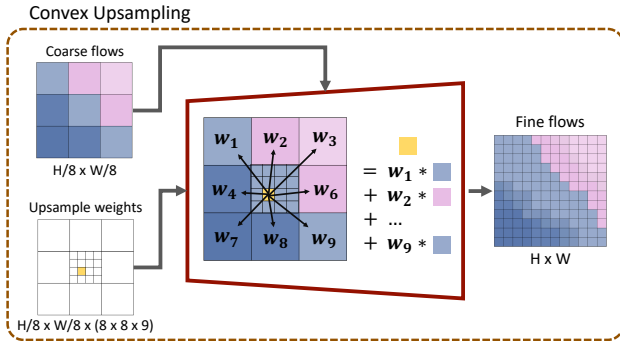 Convex Upsampling
Coarse flows
H/8 x W/8
Upsample weights
H/8 x W/8 x (8 x 8 x 9)
w1 w2 w3
w4 w6
w7 w8 w9
= w1 *
+ w2 *
+ ...
+ w9 *
Fine flows
H x W